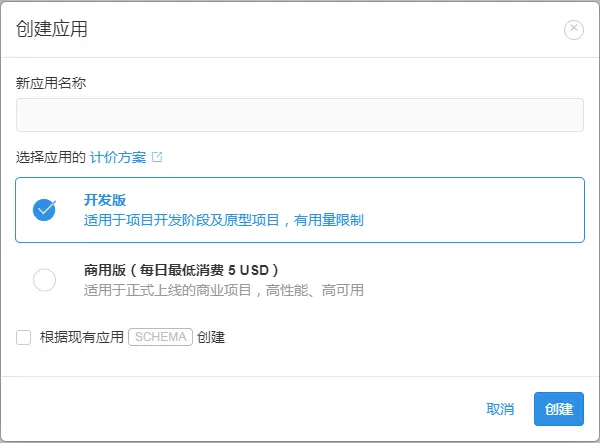 创建应用
新应用名称
选择应用的 计价方案
开发版
适用于项目开发阶段及原型项目，有用量限制
商用版（每日最低消费 5 USD）
适用于正式上线的商业项目，高性能、高可用
根据现有应用 SCHEMA 创建
取消 创建